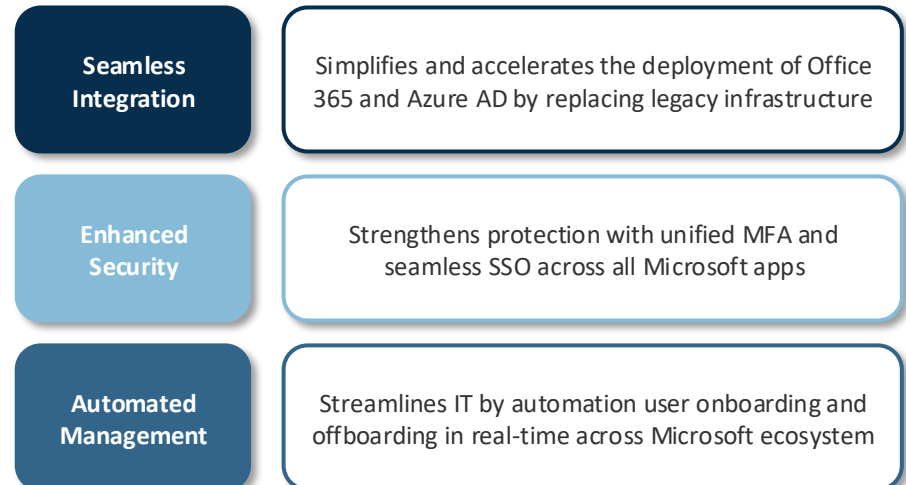 Seamless
Integration
Simplifies and accelerates the deployment of Office
365 and Azure AD by replacing legacy infrastructure
Enhanced
Security
Strengthens protection with unified MFA and
seamless SSO across all Microsoft apps
Automated
Management
Streamlines IT by automation user onboarding and
offboarding in real-time across Microsoft ecosystem